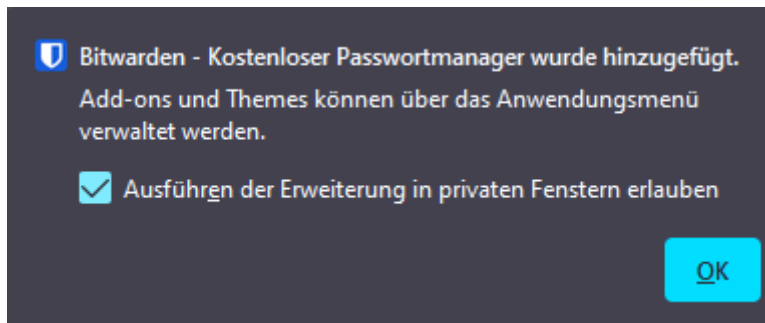 Bitwarden - Kostenloser Passwortmanager wurde hinzugefügt.
Add-ons und Themes können über das Anwendungsmenü
verwaltet werden.
Ausführen der Erweiterung in privaten Fenstern erlauben
OK